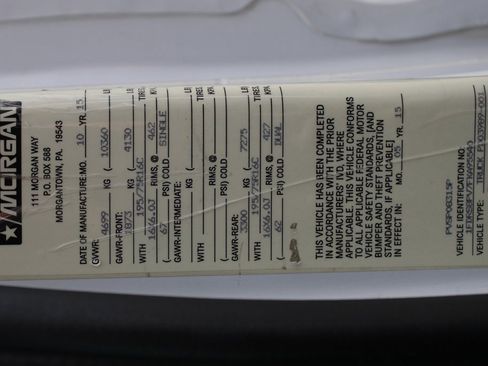 MORGAN
111 MORGAN WAY
P.O. BOX 588
MORGANTOWN, PA. 19543
DATE OF MANUFACTURE: MO. 10 YR. 15
GVWR: 4699 KG ( 10360 LB
GAWR-FRONT: 1873 KG ( 4130 LB
WITH 195/75R16C TIRES
16X6.0J RIMS, @ 462 KPA
( 67 PSI) COLD SINGLE
GAWR-INTERMEDIATE: KG ( LB
WITH TIRES
RIMS, @ KPA
( PSI) COLD
GAWR-REAR: 3300 KG ( 7275 LB
WITH 195/75R16C TIRES
16X6.0J RIMS, @ 427 KPA
( 62 PSI) COLD DUAL
THIS VEHICLE HAS BEEN COMPLETED
IN ACCORDANCE WITH THE PRIOR
MANUFACTURERS' IVD, WHERE
APPLICABLE. THIS VEHICLE CONFORMS
TO ALL APPLICABLE FEDERAL MOTOR
VEHICLE SAFETY STANDARDS, [AND
BUMPER AND THEFT PREVENTION
STANDARDS, IF APPLICABLE]
IN EFFECT IN: MO. 05 YR. 15
VEHICLE IDENTIFICATION NO:
VEHICLE TYPE: TRUCK